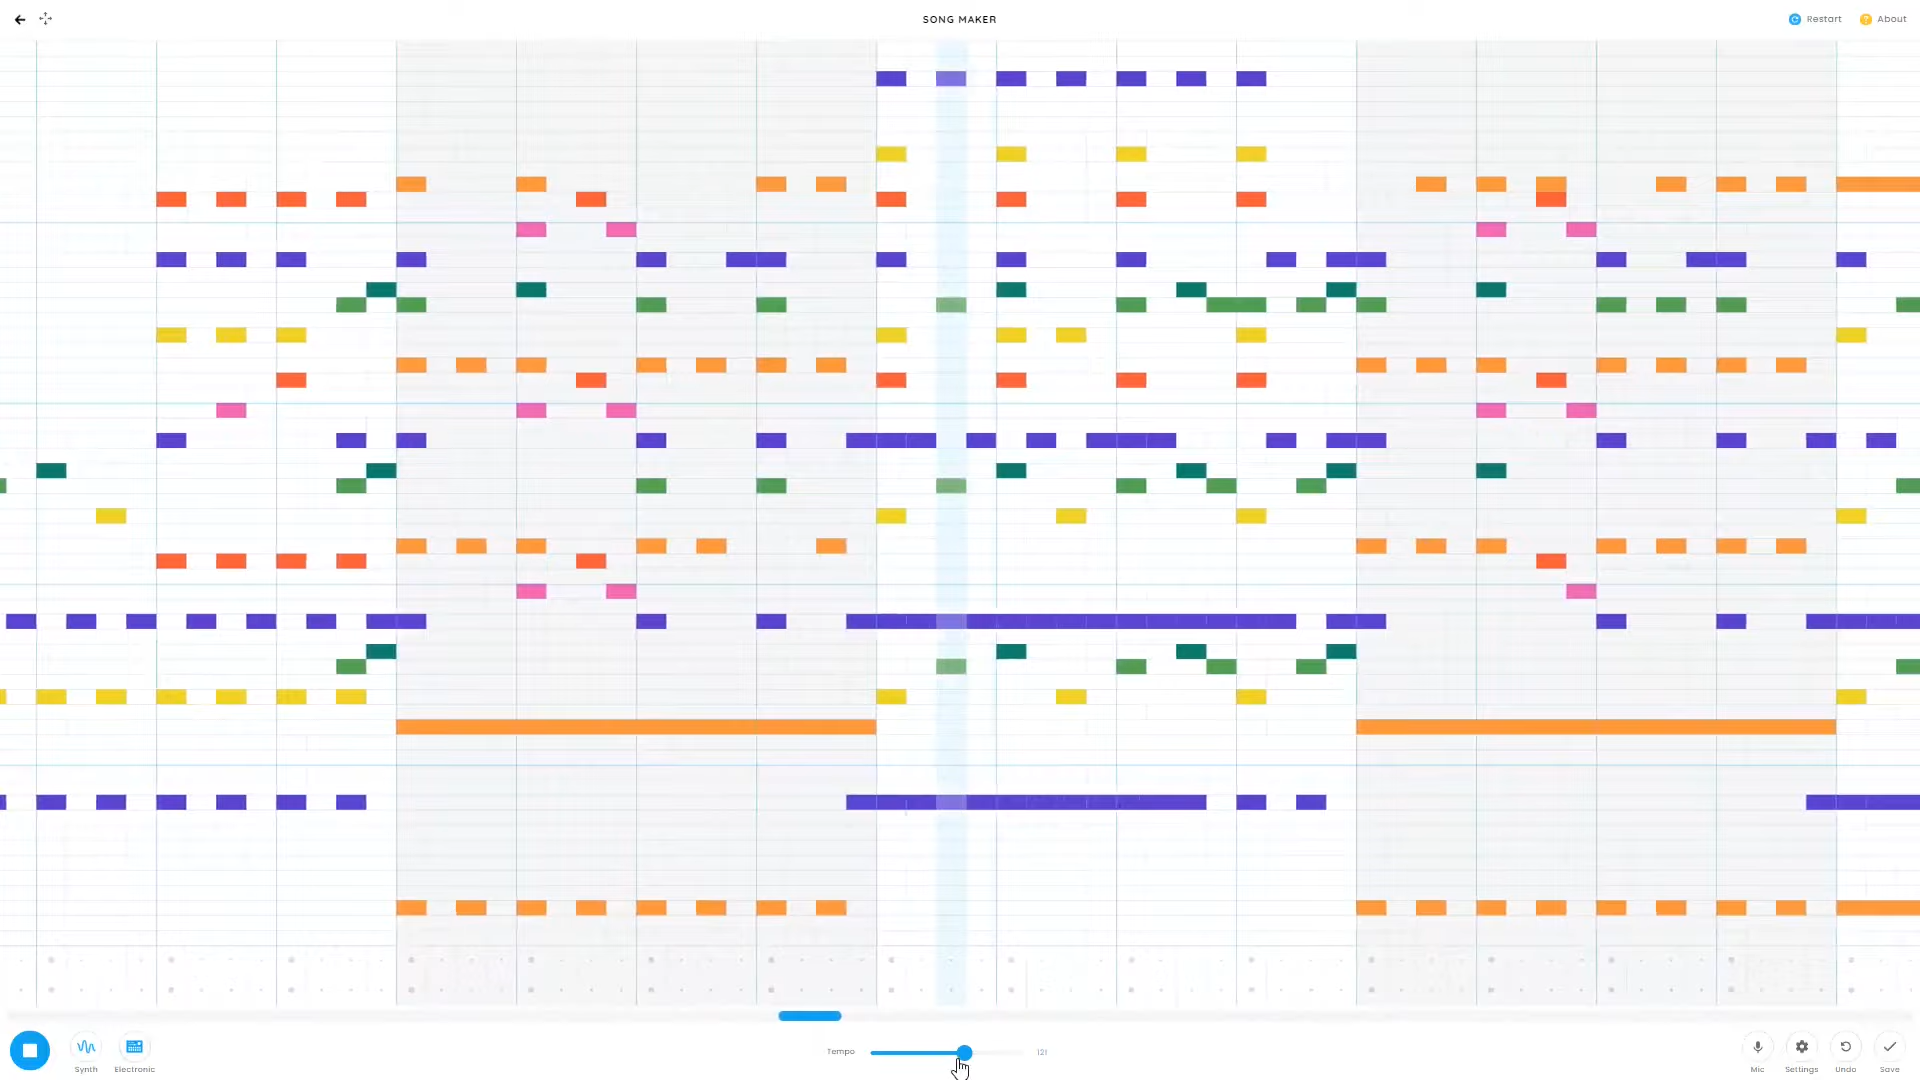 SONG MAKER
Restart
About
Tempo
121
Synth
Electronic
Mic
Settings
Undo
Save